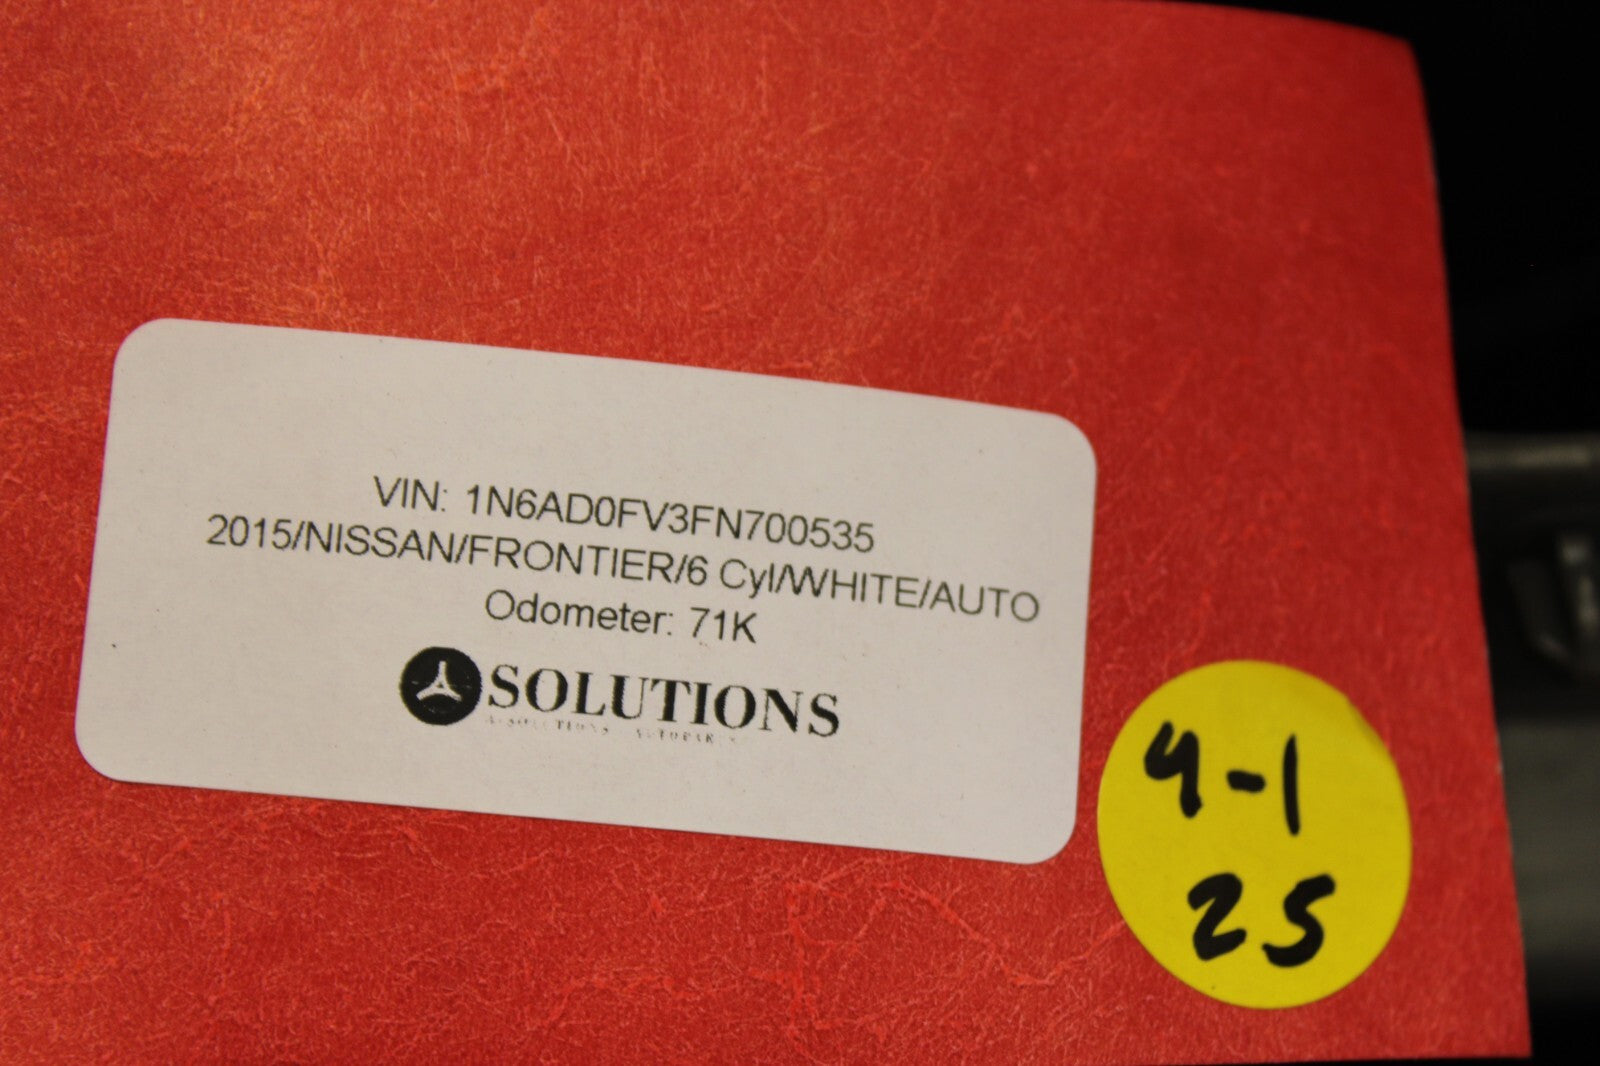 VIN: 1N6AD0FV3FN700535
2015/NISSAN/FRONTIER/6 Cyl/WHITE/AUTO
Odometer: 71K
SOLUTIONS
4-1
25